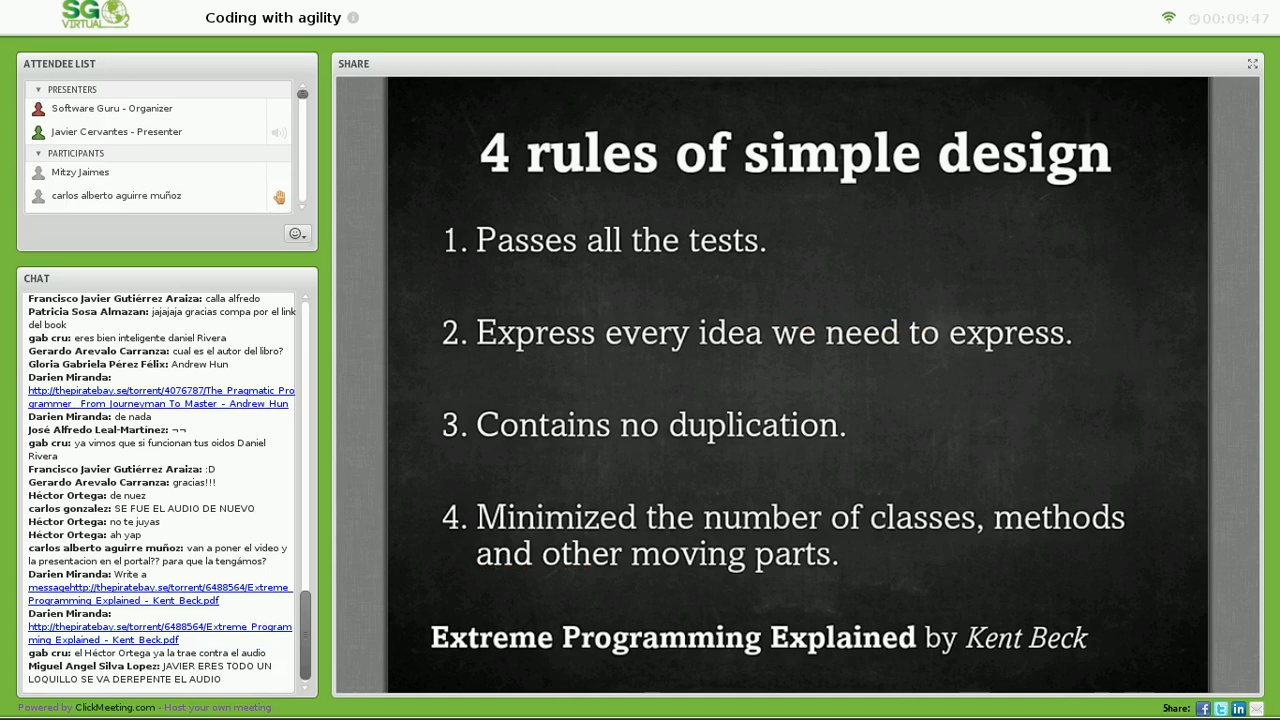 SG
VIRTUAL
Coding with agility
00:09:47
ATTENDEE LIST
PRESENTERS
Software Guru - Organizer
Javier Cervantes - Presenter
PARTICIPANTS
Mitzy Jaimes
carlos alberto aguirre muñoz
CHAT
Francisco Javier Gutiérrez Araiza: calla alfredo
Patricia Sosa Almazan: jajajaja gracias compa por el link
del book
gab cru: eres bien inteligente daniel Rivera
Gerardo Arevalo Carranza: cual es el autor del libro?
Gloria Gabriela Pérez Félix: Andrew Hun
Darien Miranda:
http://thepiratebay.se/torrent/4076787/The_Pragmatic_Pro
grammer__From_Journeyman_To_Master_-_Andrew_Hun
Darien Miranda: de nada
José Alfredo Leal-Martínez: ¬¬
gab cru: ya vimos que si funcionan tus oidos Daniel
Rivera
Francisco Javier Gutiérrez Araiza: :D
Gerardo Arevalo Carranza: gracias!!!
Héctor Ortega: de nuez
carlos gonzalez: SE FUE EL AUDIO DE NUEVO
Héctor Ortega: no te juyas
Héctor Ortega: ah yap
carlos alberto aguirre muñoz: van a poner el video y
la presentacion en el portal?? para que la tengámos?
Darien Miranda: Write a
messagehttp://thepiratebay.se/torrent/6488564/Extreme_
Programming_Explained_-_Kent_Beck.pdf
Darien Miranda:
http://thepiratebay.se/torrent/6488564/Extreme_Program
ming_Explained_-_Kent_Beck.pdf
gab cru: el Héctor Ortega ya la trae contra el audio
Miguel Angel Silva Lopez: JAVIER ERES TODO UN
LOQUILLO SE VA DEREPENTE EL AUDIO
SHARE
4 rules of simple design
1. Passes all the tests.
2. Express every idea we need to express.
3. Contains no duplication.
4. Minimized the number of classes, methods
and other moving parts.
Extreme Programming Explained by Kent Beck
Powered by ClickMeeting.com - Host your own meeting
Share: